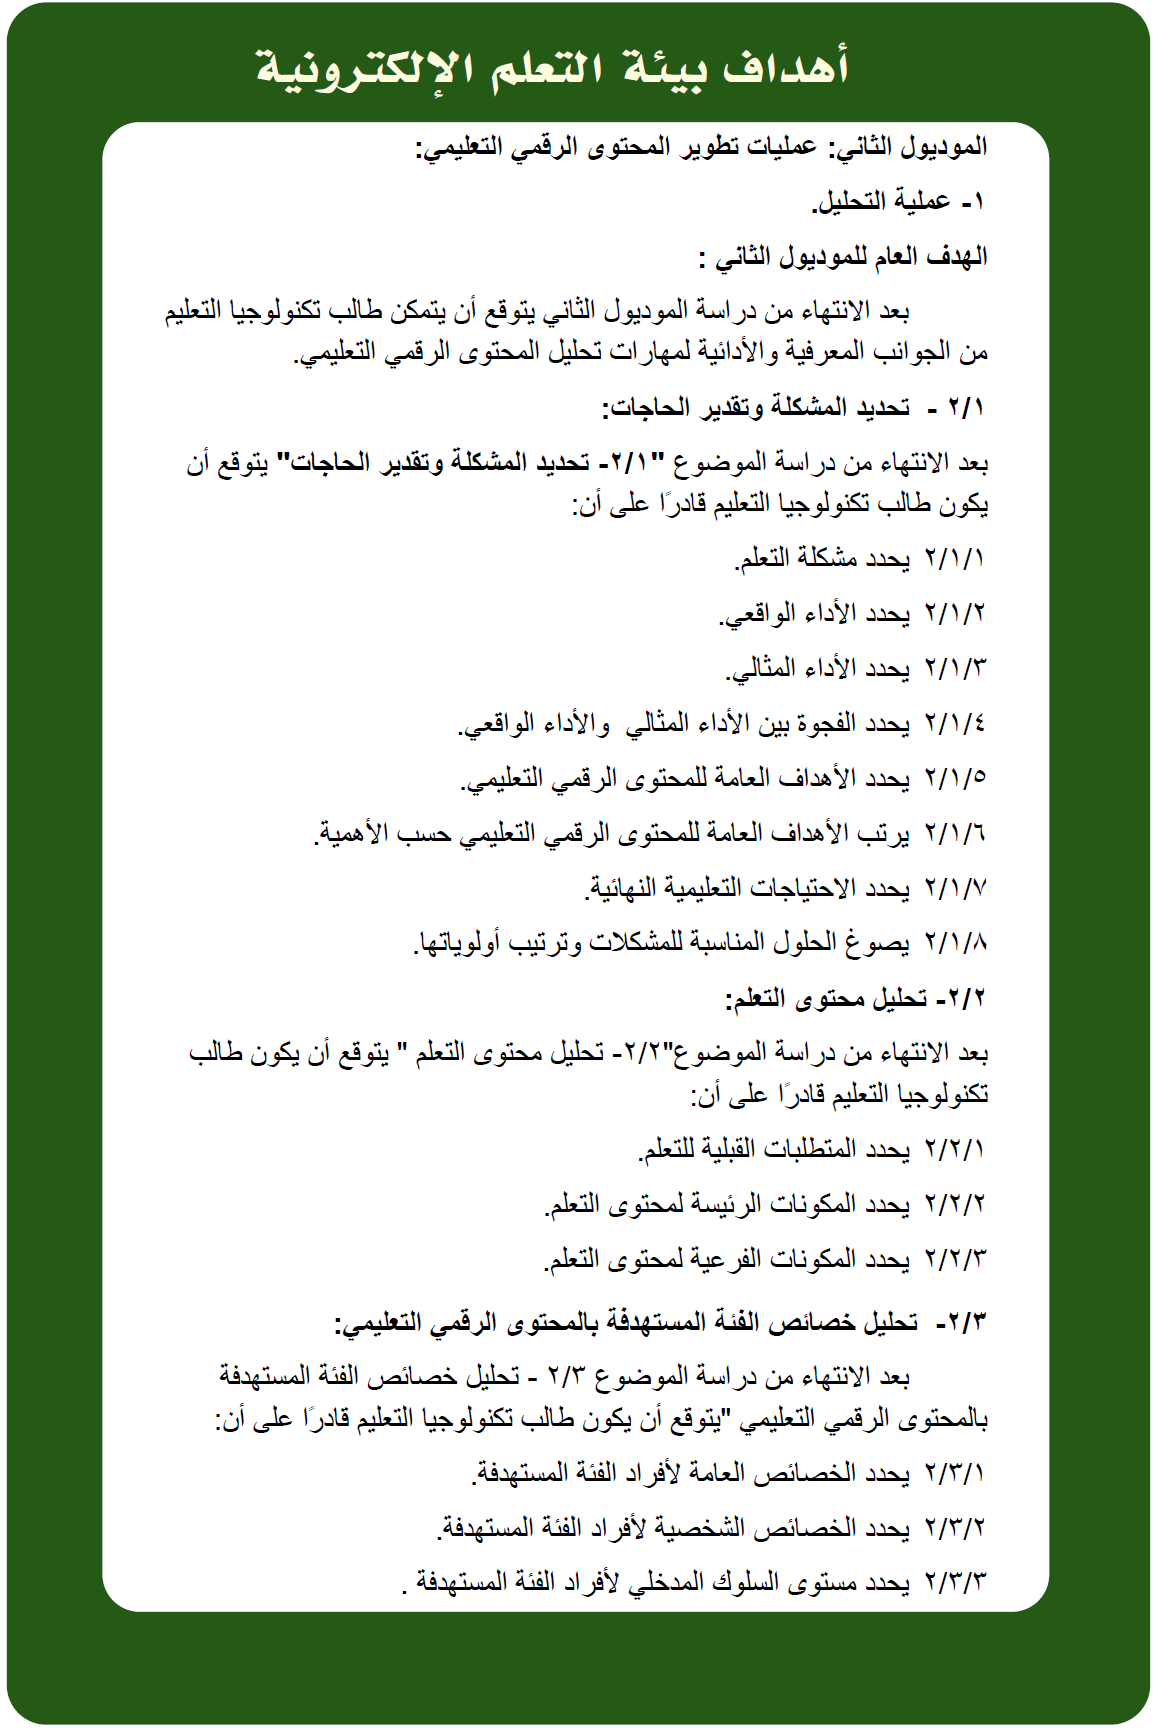 أهداف بيئة التعلم الإلكترونية
الموديول الثاني: عمليات تطوير المحتوى الرقمي التعليمي:
١- عملية التحليل.
الهدف العام للموديول الثاني :
بعد الانتهاء من دراسة الموديول الثاني يتوقع أن يتمكن طالب تكنولوجيا التعليم
من الجوانب المعرفية والأدائية لمهارات تحليل المحتوى الرقمي التعليمي.
٢/١ - تحديد المشكلة وتقدير الحاجات:
بعد الانتهاء من دراسة الموضوع "٢/١- تحديد المشكلة وتقدير الحاجات" يتوقع أن
يكون طالب تكنولوجيا التعليم قادرًا على أن:
٢/١/١ يحدد مشكلة التعلم.
٢/١/٢ يحدد الأداء الواقعي.
٢/١/٣ يحدد الأداء المثالي.
٢/١/٤ يحدد الفجوة بين الأداء المثالي والأداء الواقعي.
٢/١/٥ يحدد الأهداف العامة للمحتوى الرقمي التعليمي.
٢/١/٦ يرتب الأهداف العامة للمحتوى الرقمي التعليمي حسب الأهمية.
٢/١/٧ يحدد الاحتياجات التعليمية النهائية.
٢/١/٨ يصوغ الحلول المناسبة للمشكلات وترتيب أولوياتها.
٢/٢- تحليل محتوى التعلم:
بعد الانتهاء من دراسة الموضوع"٢/٢- تحليل محتوى التعلم " يتوقع أن يكون طالب
تكنولوجيا التعليم قادرًا على أن:
٢/٢/١ يحدد المتطلبات القبلية للتعلم.
٢/٢/٢ يحدد المكونات الرئيسة لمحتوى التعلم.
٢/٢/٣ يحدد المكونات الفرعية لمحتوى التعلم.
٢/٣- تحليل خصائص الفئة المستهدفة بالمحتوى الرقمي التعليمي:
بعد الانتهاء من دراسة الموضوع ٢/٣ - تحليل خصائص الفئة المستهدفة
بالمحتوى الرقمي التعليمي "يتوقع أن يكون طالب تكنولوجيا التعليم قادرًا على أن:
٢/٣/١ يحدد الخصائص العامة لأفراد الفئة المستهدفة.
٢/٣/٢ يحدد الخصائص الشخصية لأفراد الفئة المستهدفة.
٢/٣/٣ يحدد مستوى السلوك المدخلي لأفراد الفئة المستهدفة .